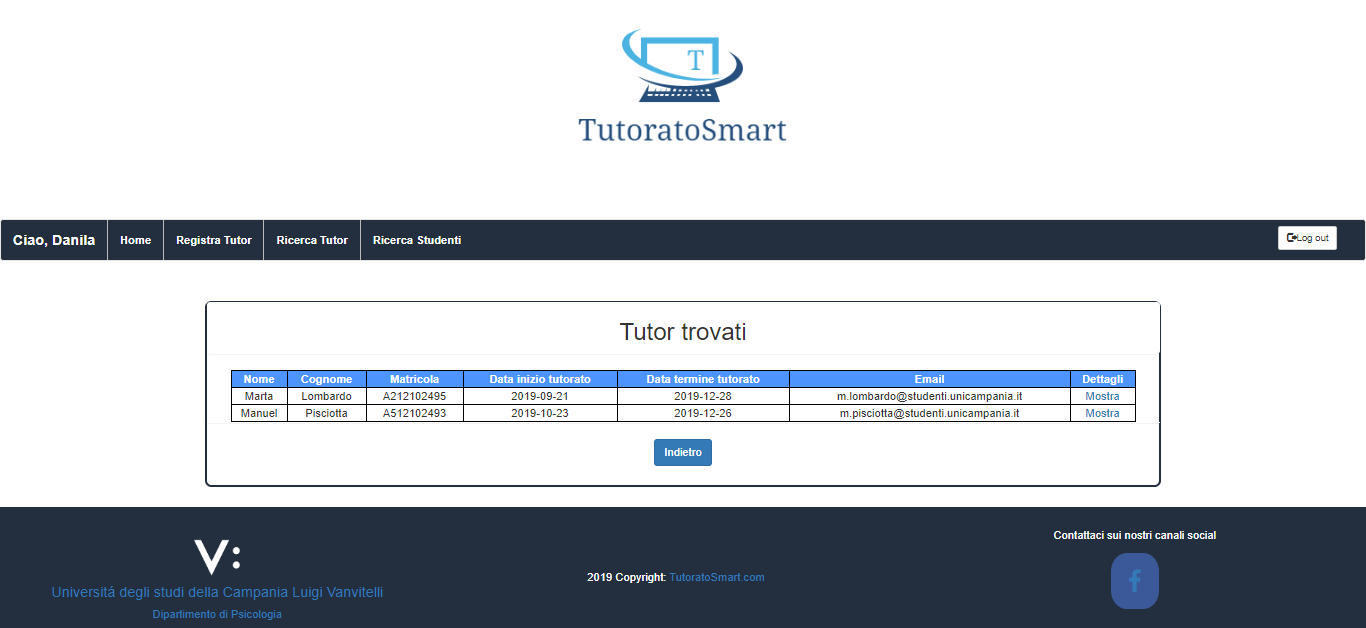 T
TutoratoSmart
Ciao, Danila Home Registra Tutor Ricerca Tutor Ricerca Studenti Log out
Tutor trovati
Nome Cognome Matricola Data inizio tutorato Data termine tutorato Email Dettagli
Marta Lombardo A212102495 2019-09-21 2019-12-28 m.lombardo@studenti.unicampania.it Mostra
Manuel Pisciotta A512102493 2019-10-23 2019-12-26 m.pisciotta@studenti.unicampania.it Mostra
Indietro
V:
Universitá degli studi della Campania Luigi Vanvitelli
Dipartimento di Psicologia
2019 Copyright: TutoratoSmart.com
Contattaci sui nostri canali social
f